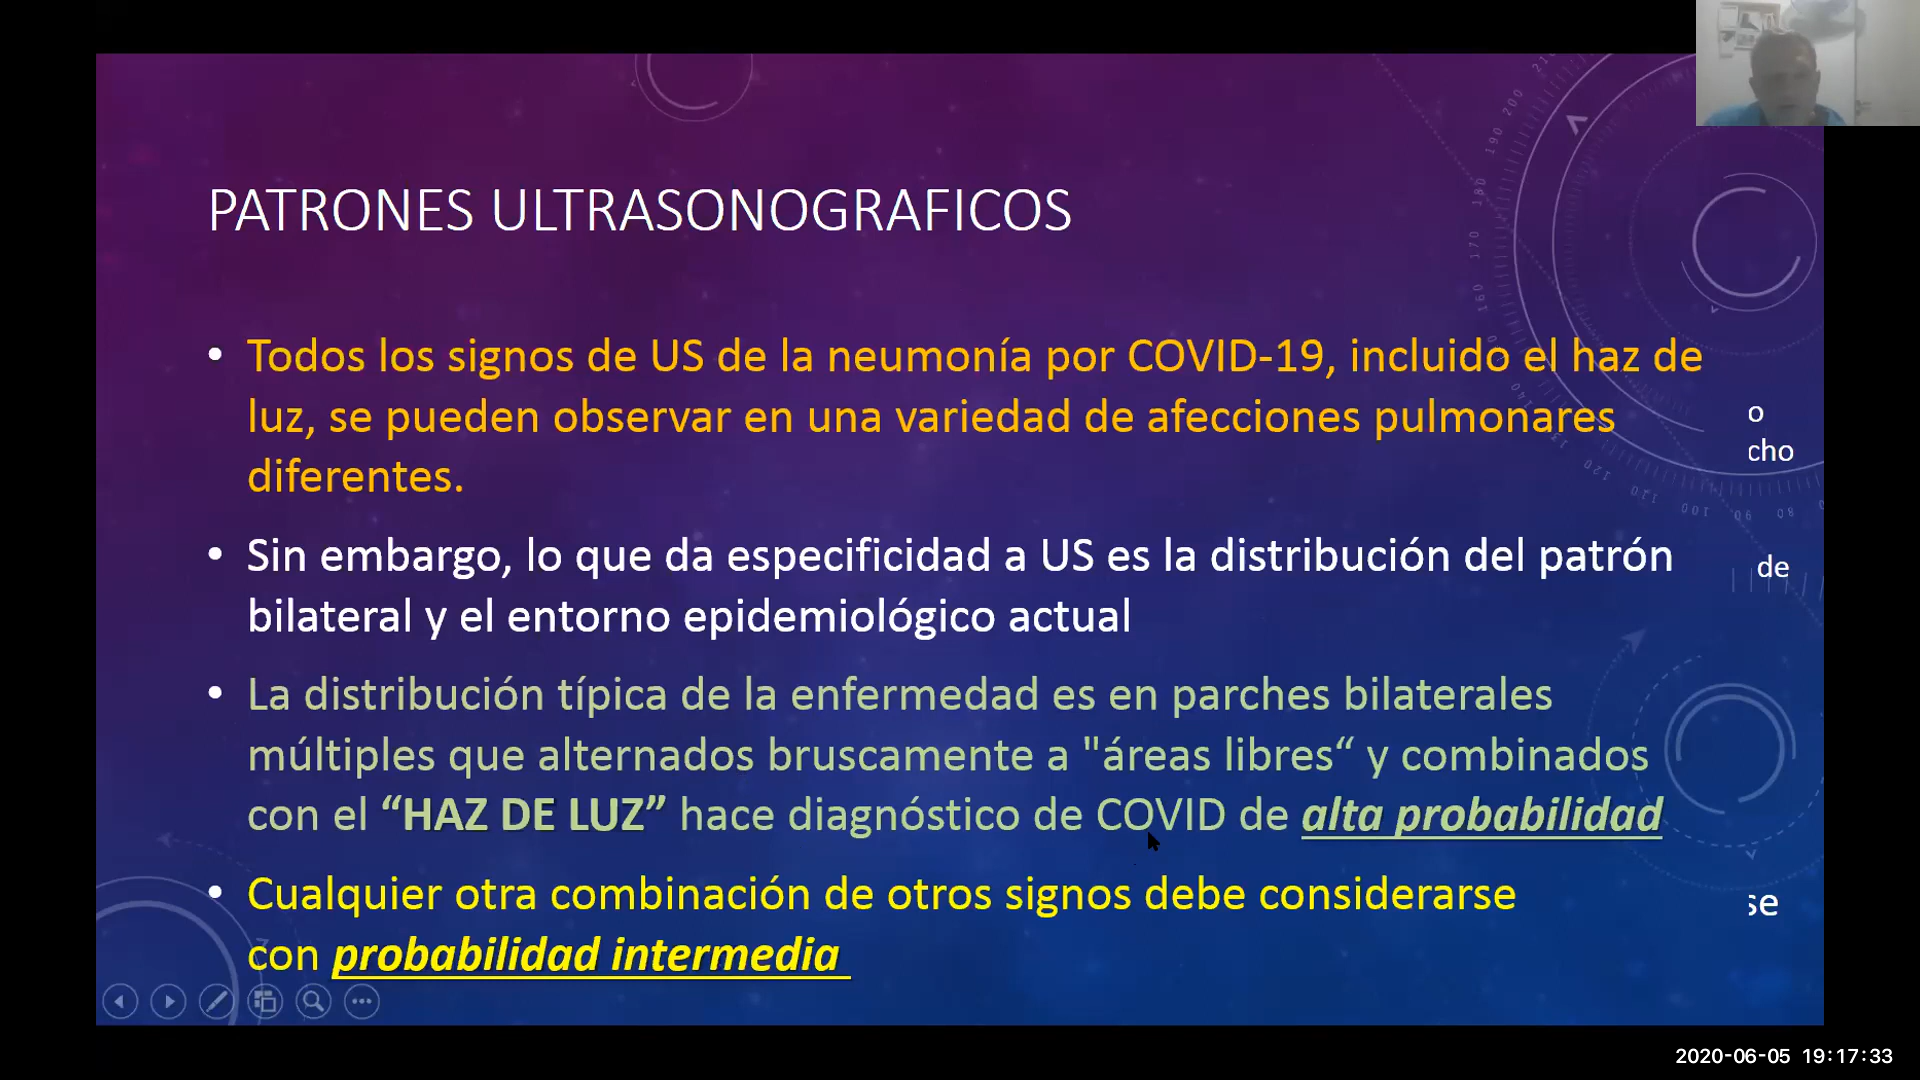 PATRONES ULTRASONOGRAFICOS
• Todos los signos de US de la neumonía por COVID-19, incluido el haz de
luz, se pueden observar en una variedad de afecciones pulmonares
diferentes.
• Sin embargo, lo que da especificidad a US es la distribución del patrón
bilateral y el entorno epidemiológico actual
• La distribución típica de la enfermedad es en parches bilaterales
múltiples que alternados bruscamente a "áreas libres“ y combinados
con el “HAZ DE LUZ” hace diagnóstico de COVID de alta probabilidad
• Cualquier otra combinación de otros signos debe considerarse
con probabilidad intermedia
o
cho
de
se
2020-06-05 19:17:33